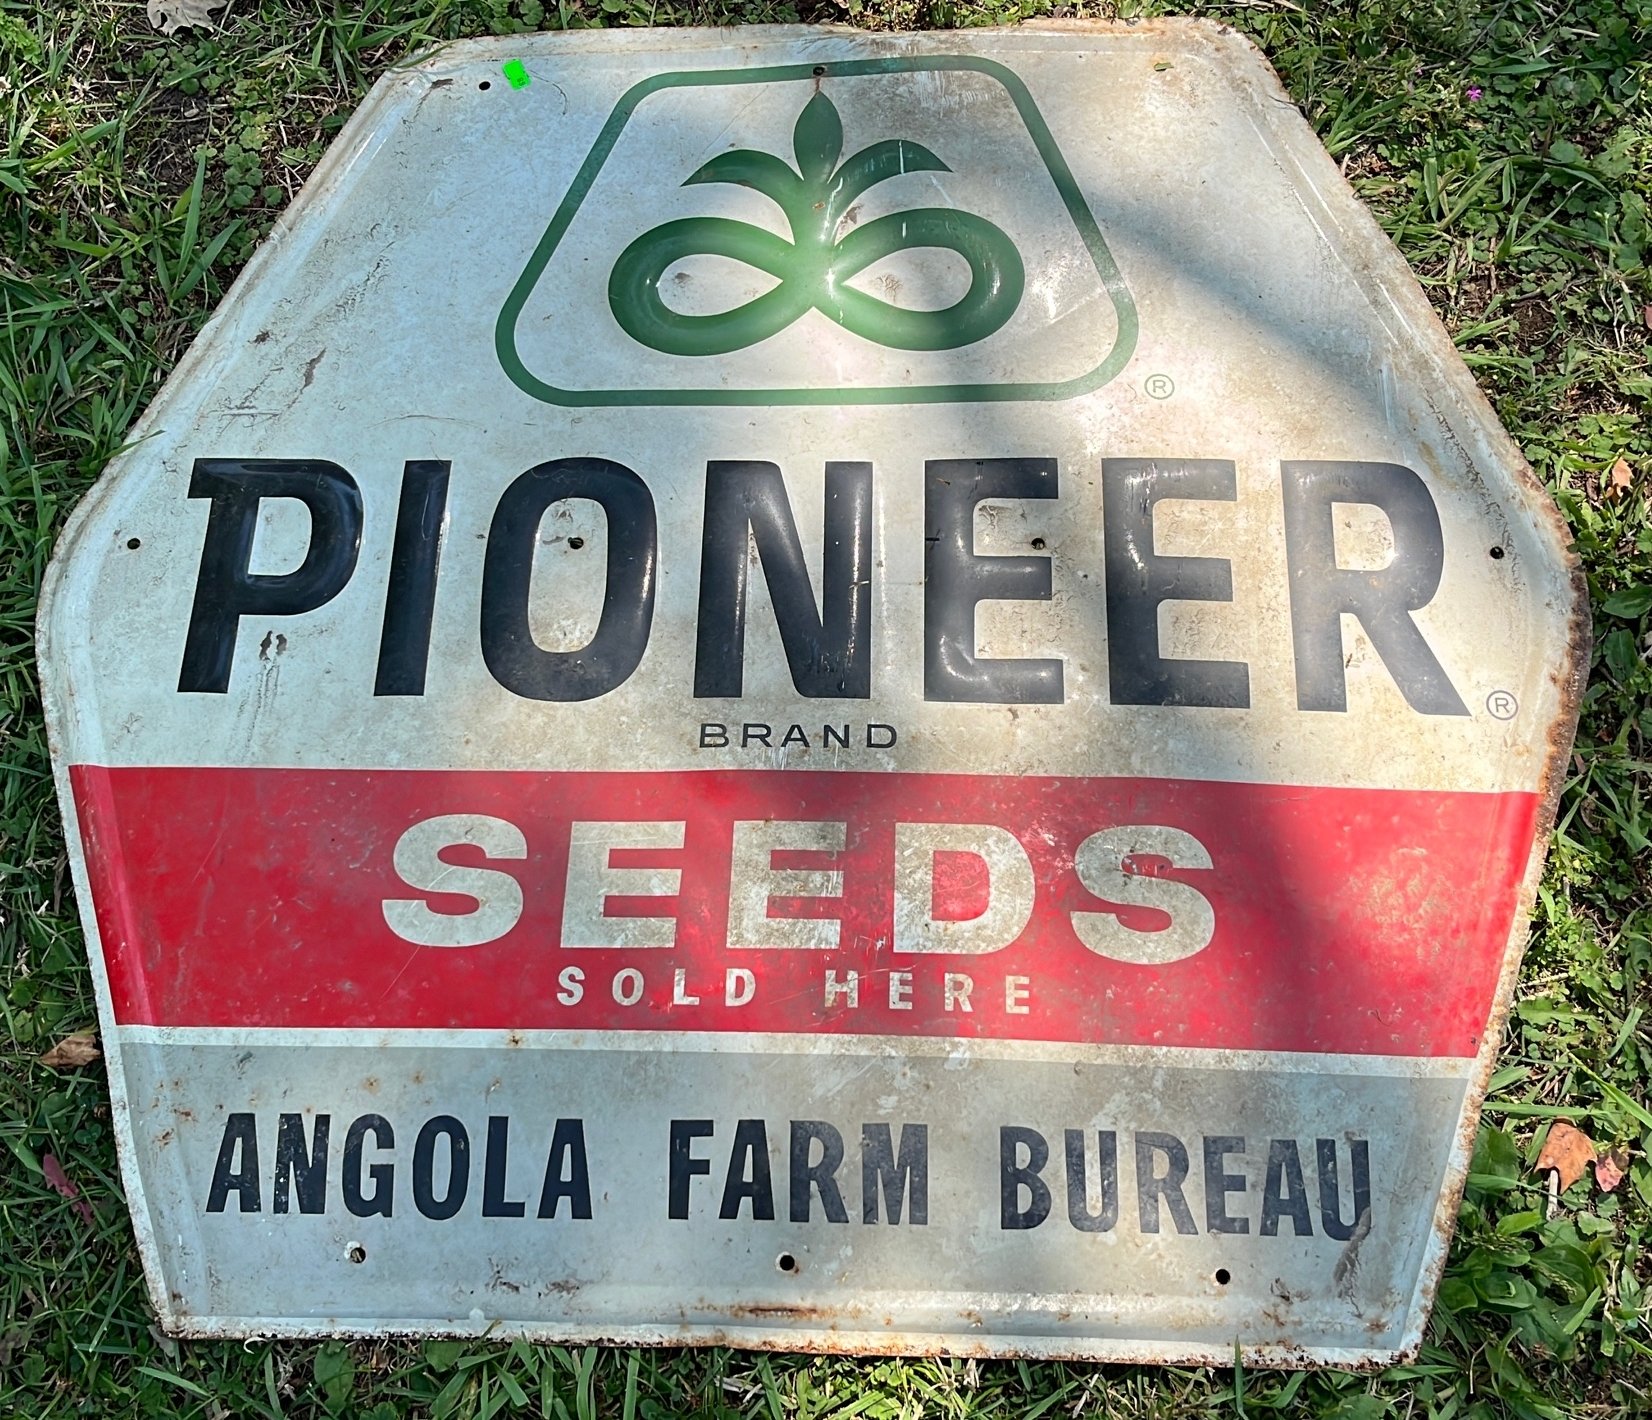 ®
PIONEER®
BRAND
SEEDS
SOLD HERE
ANGOLA FARM BUREAU